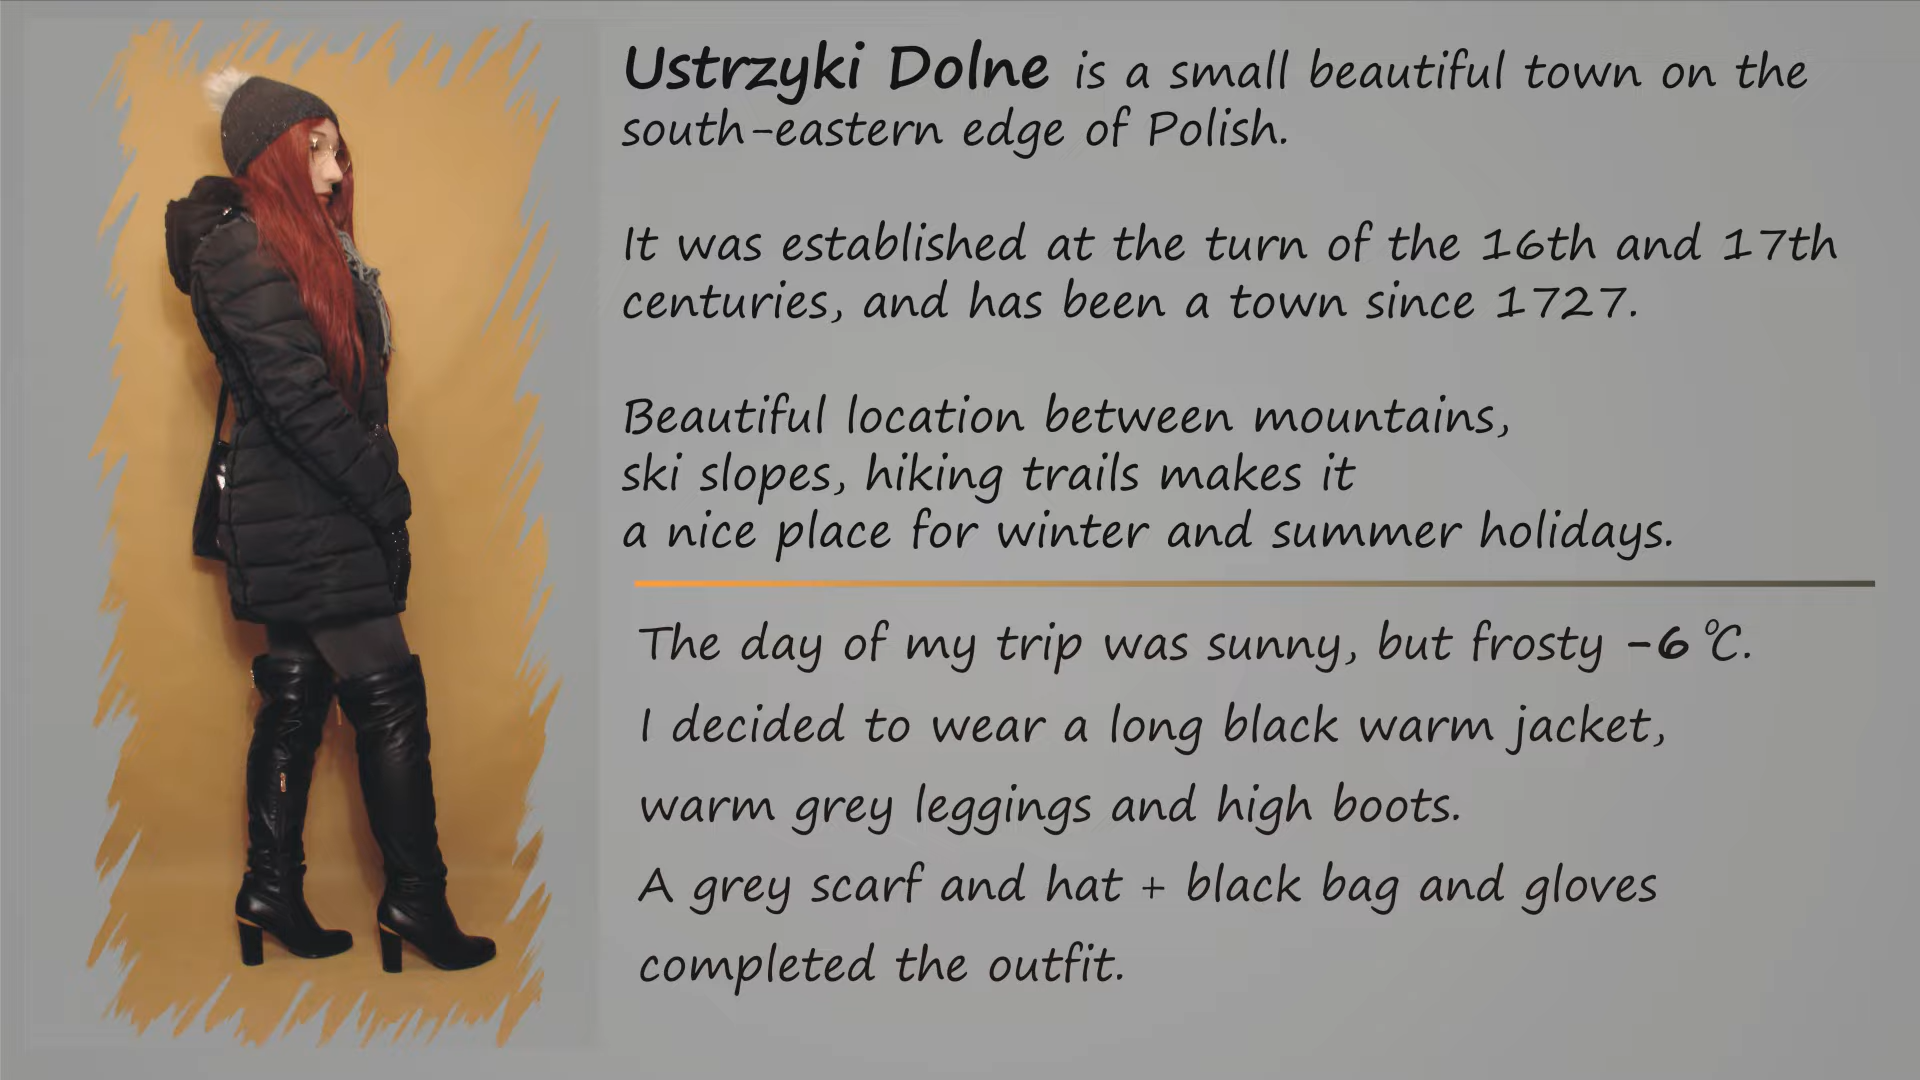 Ustrzyki Dolne is a small beautiful town on the
south-eastern edge of Polish.
It was established at the turn of the 16th and 17th
centuries, and has been a town since 1727.
Beautiful location between mountains,
ski slopes, hiking trails makes it
a nice place for winter and summer holidays.
The day of my trip was sunny, but frosty -6 °C.
I decided to wear a long black warm jacket,
warm grey leggings and high boots.
A grey scarf and hat + black bag and gloves
completed the outfit.